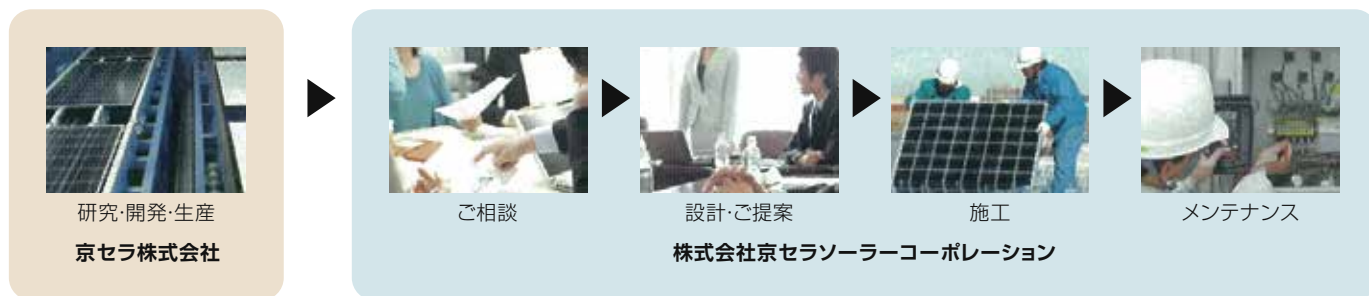 研究・開発・生産
京セラ株式会社
ご相談
設計・ご提案
施工
メンテナンス
株式会社京セラソーラーコーポレーション